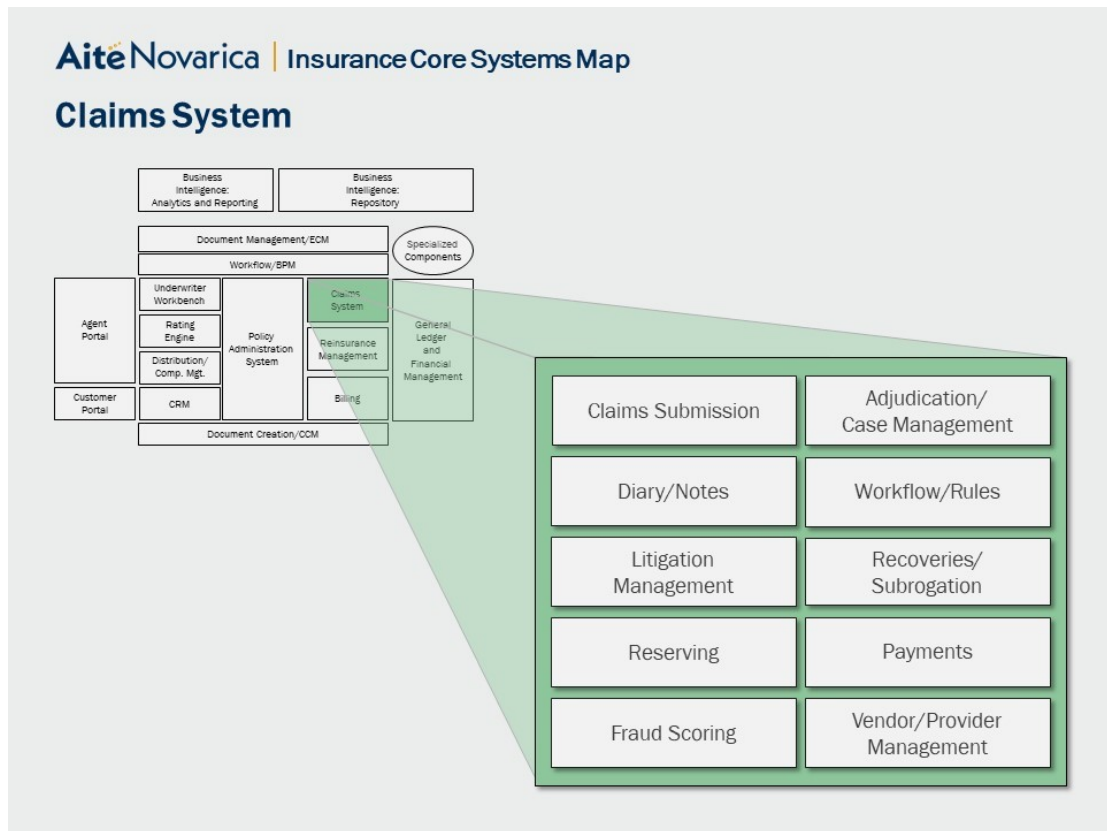 Aitë Novarica | Insurance Core Systems Map
Claims System
Business
Intelligence:
Analytics and Reporting
Business
Intelligence:
Repository
Document Management/ECM
Workflow/BPM
Specialized
Components
Agent
Portal
Customer
Portal
Underwriter
Workbench
Rating
Engine
Distribution/
Comp. Mgt.
CRM
Policy
Administration
System
Claims
System
Reinsurance
Management
Billing
General
Ledger
and
Financial
Management
Document Creation/CCM
Claims Submission
Adjudication/
Case Management
Diary/Notes
Workflow/Rules
Litigation
Management
Recoveries/
Subrogation
Reserving
Payments
Fraud Scoring
Vendor/Provider
Management